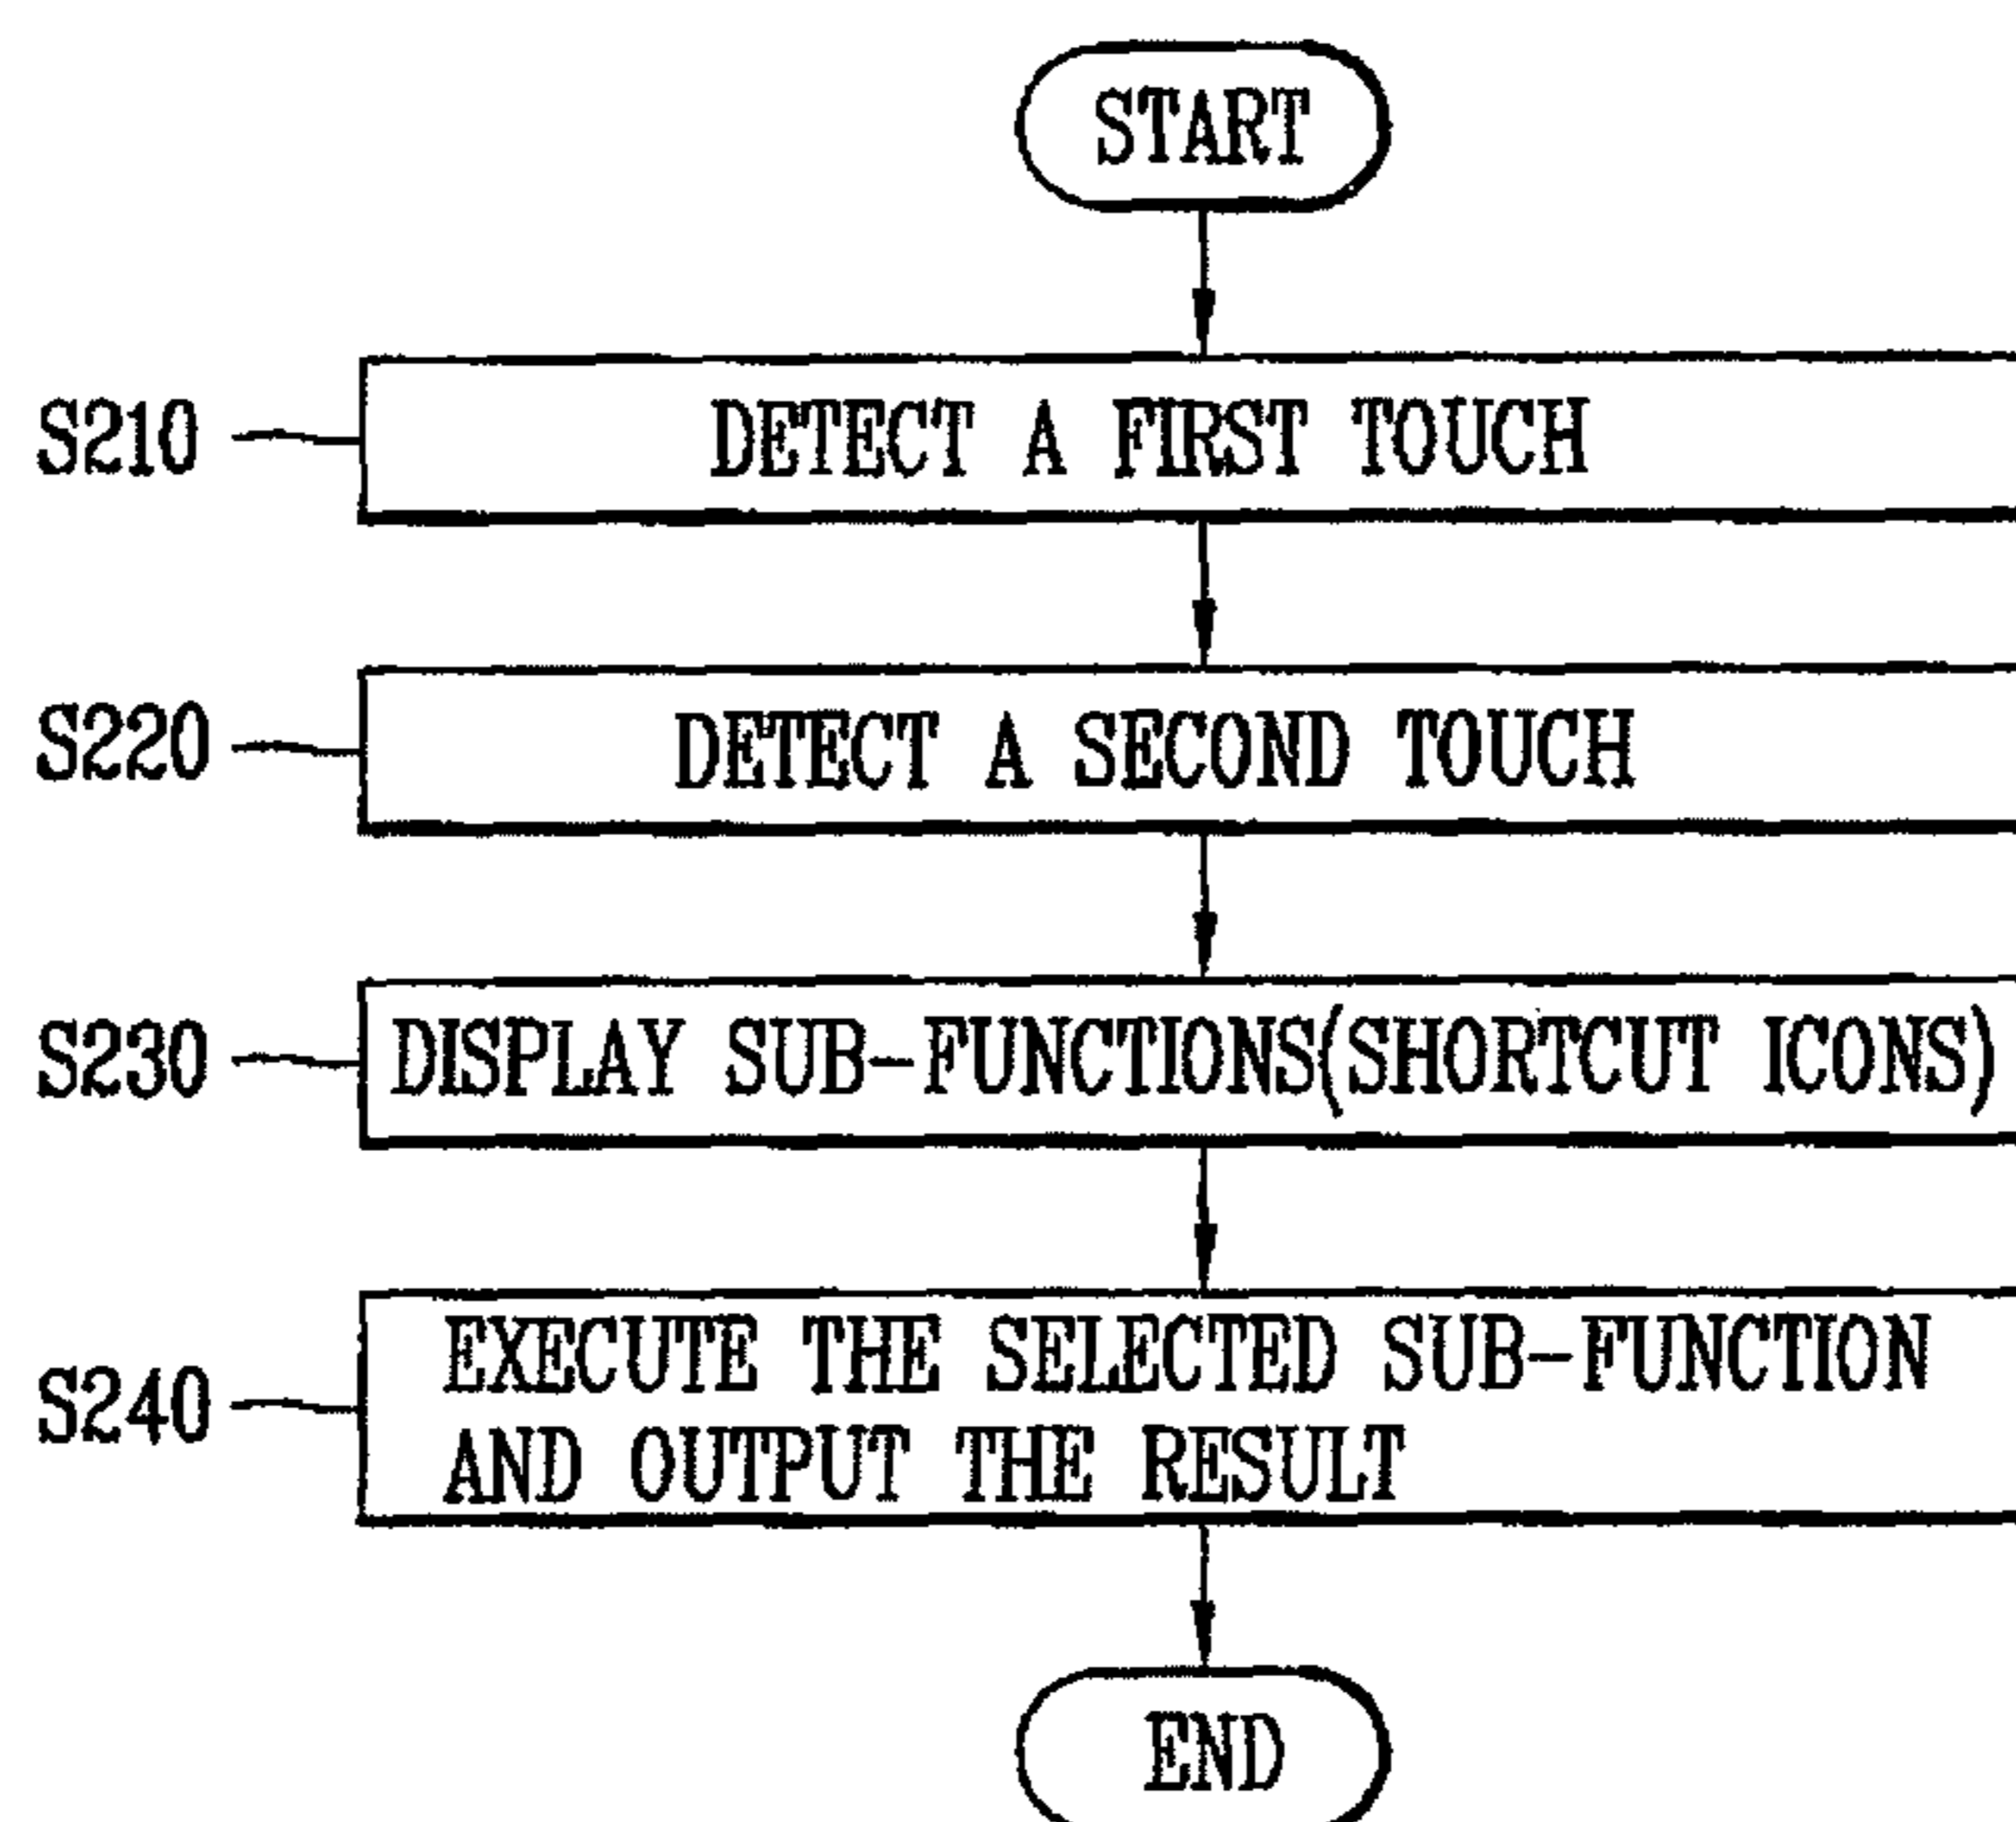 START
S210
DETECT A FIRST TOUCH
S220
DETECT A SECOND TOUCH
S230
DISPLAY SUB-FUNCTIONS(SHORTCUT ICONS)
S240
EXECUTE THE SELECTED SUB-FUNCTION
AND OUTPUT THE RESULT
END